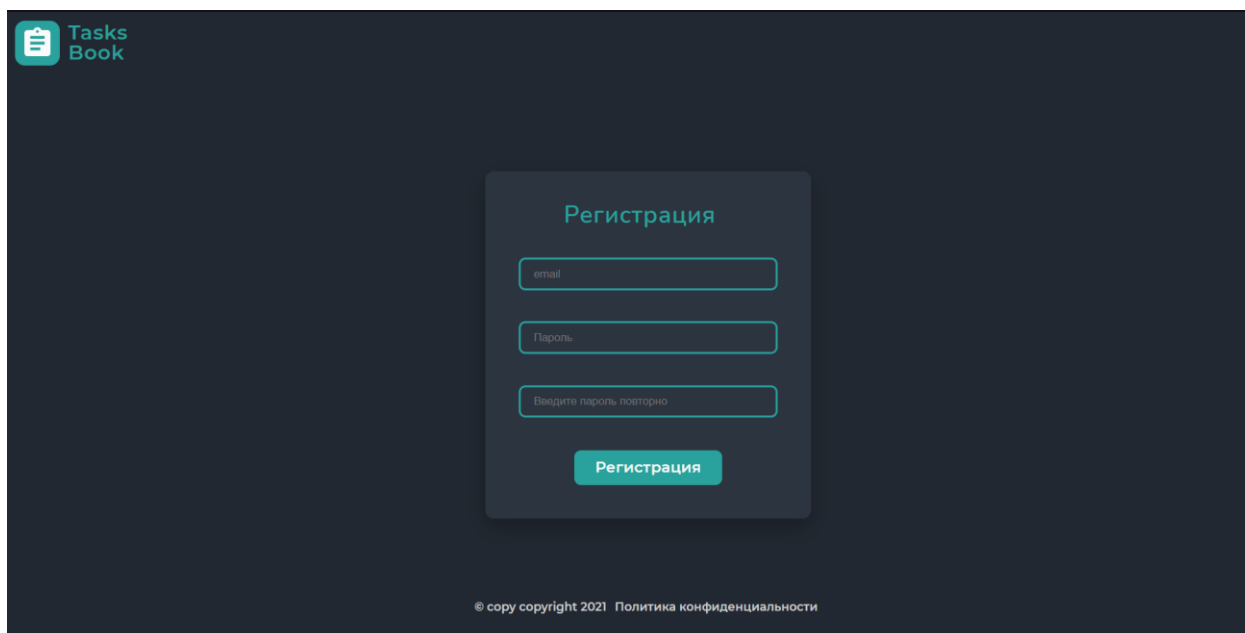 Tasks
Book
Регистрация
email
Пароль
Введите пароль повторно
Регистрация
© copy copyright 2021 Политика конфиденциальности